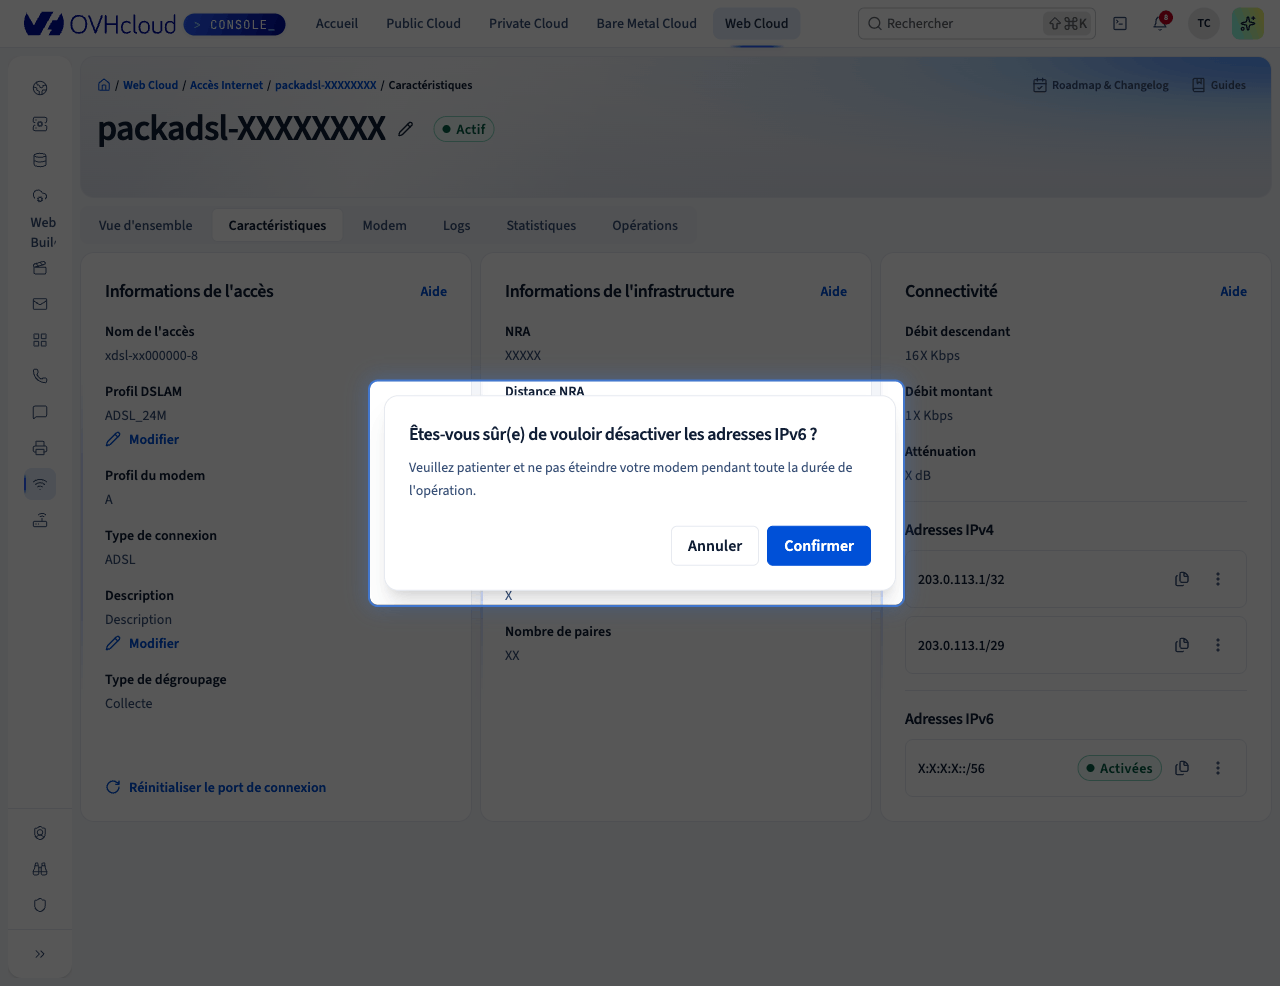 OVHcloud > CONSOLE_
Accueil
Public Cloud
Private Cloud
Bare Metal Cloud
Web Cloud
Rechercher
⇧⌘K
8
TC
/ Web Cloud / Accès Internet / packadsl-XXXXXXXX / Caractéristiques
Roadmap & Changelog
Guides
packadsl-XXXXXXXX
Actif
Web
Vue d'ensemble
Caractéristiques
Modem
Logs
Statistiques
Opérations
Informations de l'accès
Aide
Nom de l'accès
xdsl-xx000000-8
Profil DSLAM
ADSL_24M
Modifier
Profil du modem
A
Type de connexion
ADSL
Description
Description
Modifier
Type de dégroupage
Collecte
Réinitialiser le port de connexion
Informations de l'infrastructure
Aide
NRA
XXXXX
Distance NRA
Êtes-vous sûr(e) de vouloir désactiver les adresses IPv6 ?
Veuillez patienter et ne pas éteindre votre modem pendant toute la durée de
l'opération.
Annuler
Confirmer
X
Nombre de paires
XX
Connectivité
Aide
Débit descendant
16X Kbps
Débit montant
1X Kbps
Atténuation
X dB
Adresses IPv4
203.0.113.1/32
203.0.113.1/29
Adresses IPv6
X:X:X:X::/56
Activées